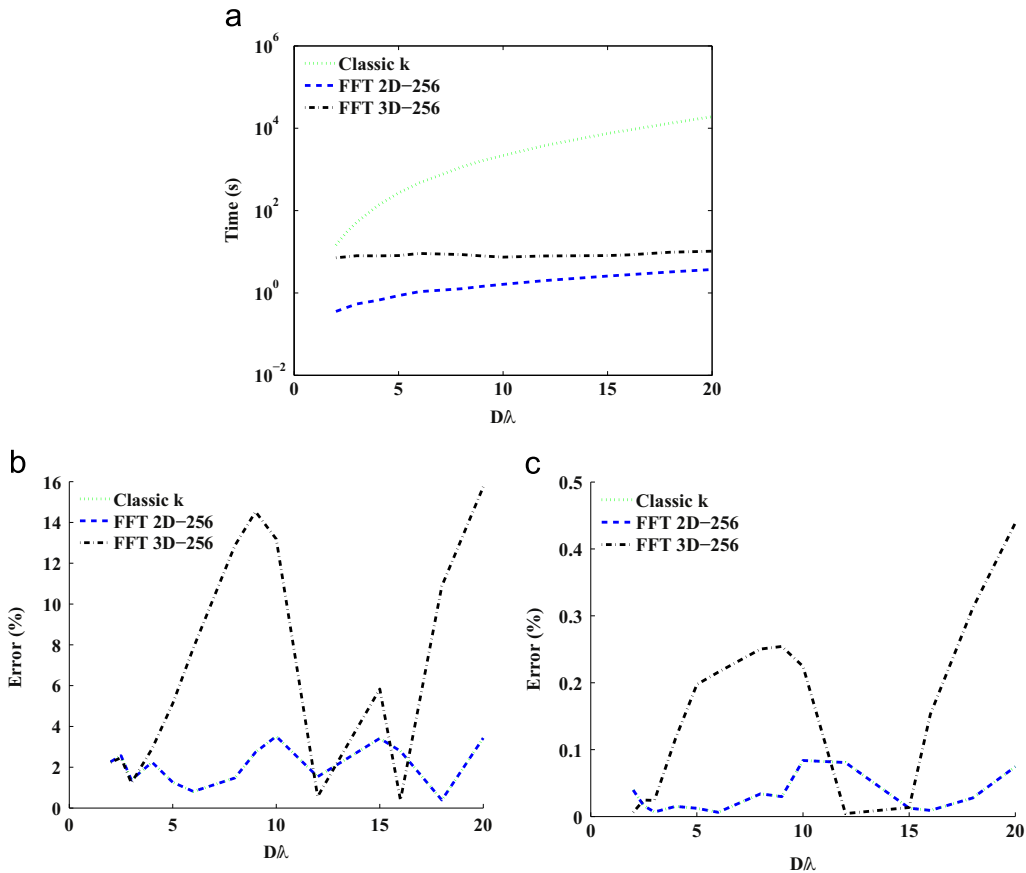 a
10^6
10^4
10^2
10^0
10^−2
Time (s)
Classic k
FFT 2D−256
FFT 3D−256
0 5 10 15 20
D/λ
b
16
14
12
10
8
6
4
2
0
Error (%)
Classic k
FFT 2D−256
FFT 3D−256
0 5 10 15 20
D/λ
c
0.5
0.4
0.3
0.2
0.1
0
Error (%)
Classic k
FFT 2D−256
FFT 3D−256
0 5 10 15 20
D/λ